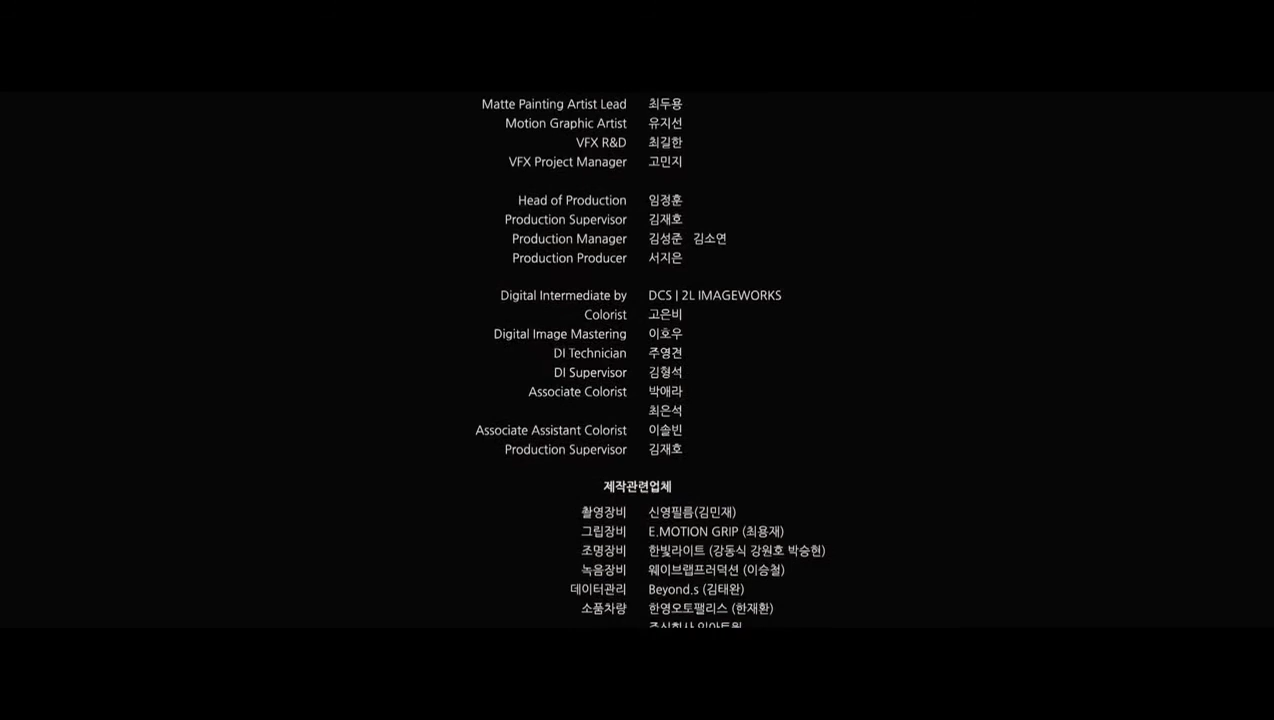 Matte Painting Artist Lead 최두용
Motion Graphic Artist 유지선
VFX R&D 최길한
VFX Project Manager 고민지
Head of Production 임정훈
Production Supervisor 김재호
Production Manager 김성준 김소연
Production Producer 서지은
Digital Intermediate by DCS | 2L IMAGEWORKS
Colorist 고은비
Digital Image Mastering 이호우
DI Technician 주영견
DI Supervisor 김형석
Associate Colorist 박애라
최은석
Associate Assistant Colorist 이솔빈
Production Supervisor 김재호
제작관련업체
촬영장비 신영필름(김민재)
그립장비 E.MOTION GRIP (최용재)
조명장비 한빛라이트 (강동식 강원호 박승현)
녹음장비 웨이브랩프러덕션 (이승철)
데이터관리 Beyond.s (김태완)
소품차량 한영오토팰리스 (한재환)